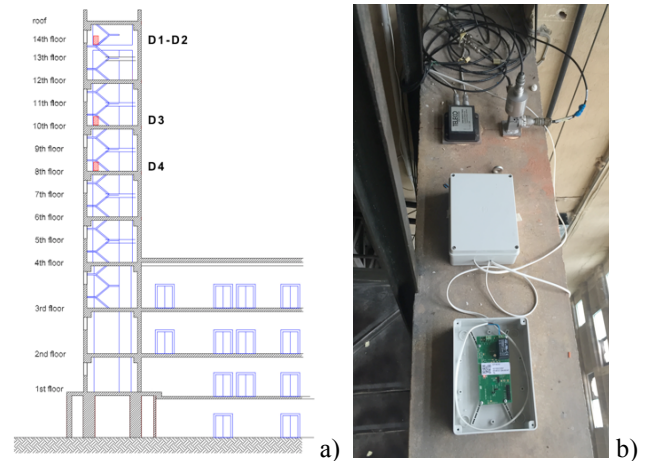 roof
14th floor
D1-D2
13th floor
12th floor
11th floor
10th floor
D3
9th floor
8th floor
D4
7th floor
6th floor
5th floor
4th floor
3rd floor
2nd floor
1st floor
a)
b)